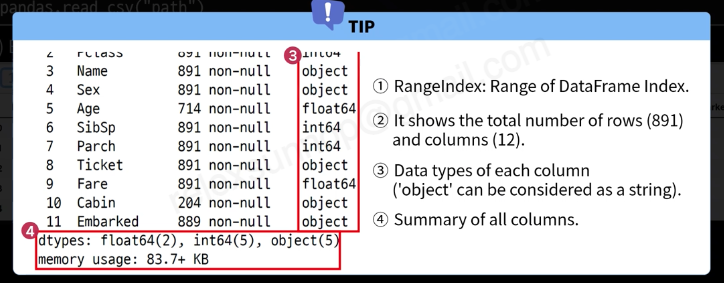 pandas.read_csv("path")
!
TIP
2 Pclass 891 non-null int64
3 Name 891 non-null object
4 Sex 891 non-null object
5 Age 714 non-null float64
6 SibSp 891 non-null int64
7 Parch 891 non-null int64
8 Ticket 891 non-null object
9 Fare 891 non-null float64
10 Cabin 204 non-null object
11 Embarked 889 non-null object
dtypes: float64(2), int64(5), object(5)
memory usage: 83.7+ KB
3
4
① RangeIndex: Range of DataFrame Index.
② It shows the total number of rows (891)
and columns (12).
③ Data types of each column
('object' can be considered as a string).
④ Summary of all columns.